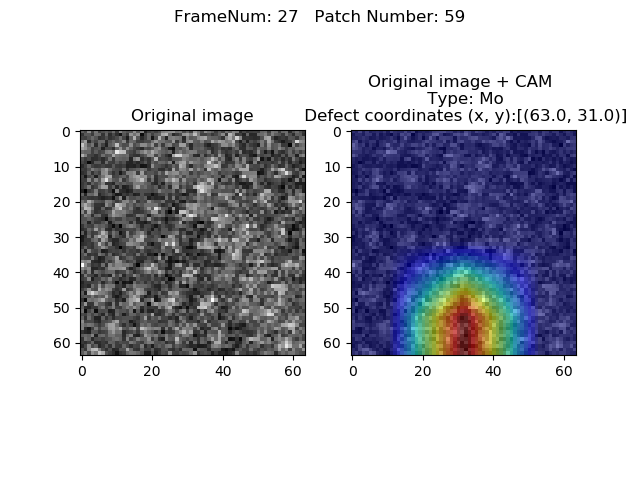 FrameNum: 27   Patch Number: 59
Original image
Original image + CAM
Type: Mo
Defect coordinates (x, y):[(63.0, 31.0)]
0
10
20
30
40
50
60
0 20 40 60
0
10
20
30
40
50
60
0 20 40 60